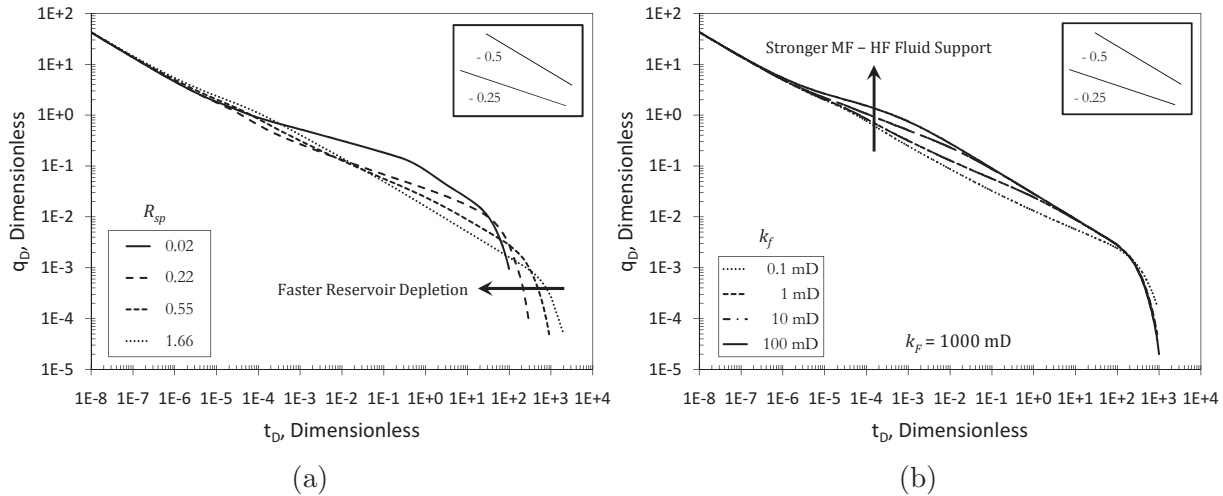 1E+2
1E+1
1E+0
1E-1
1E-2
1E-3
1E-4
1E-5
q_D, Dimensionless
1E-8 1E-7 1E-6 1E-5 1E-4 1E-3 1E-2 1E-1 1E+0 1E+1 1E+2 1E+3 1E+4
t_D, Dimensionless
- 0.5
- 0.25
R_sp
0.02
0.22
0.55
1.66
Faster Reservoir Depletion
(a)
1E+2
1E+1
1E+0
1E-1
1E-2
1E-3
1E-4
1E-5
q_D, Dimensionless
1E-8 1E-7 1E-6 1E-5 1E-4 1E-3 1E-2 1E-1 1E+0 1E+1 1E+2 1E+3 1E+4
t_D, Dimensionless
Stronger MF – HF Fluid Support
- 0.5
- 0.25
k_f
0.1 mD
1 mD
10 mD
100 mD
k_F = 1000 mD
(b)